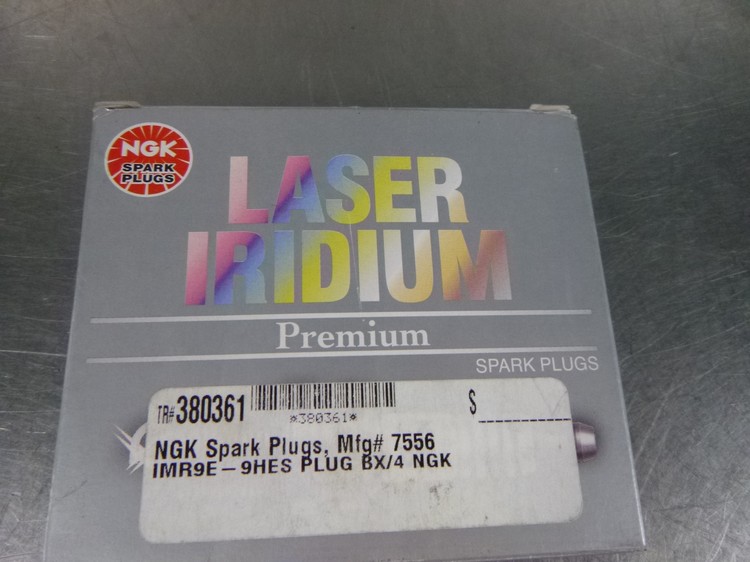 NGK
SPARK
PLUGS
LASER
IRIDIUM
Premium
SPARK PLUGS
TR# 380361
*380361*
$
NGK Spark Plugs, Mfg# 7556
IMR9E-9HES PLUG BX/4 NGK